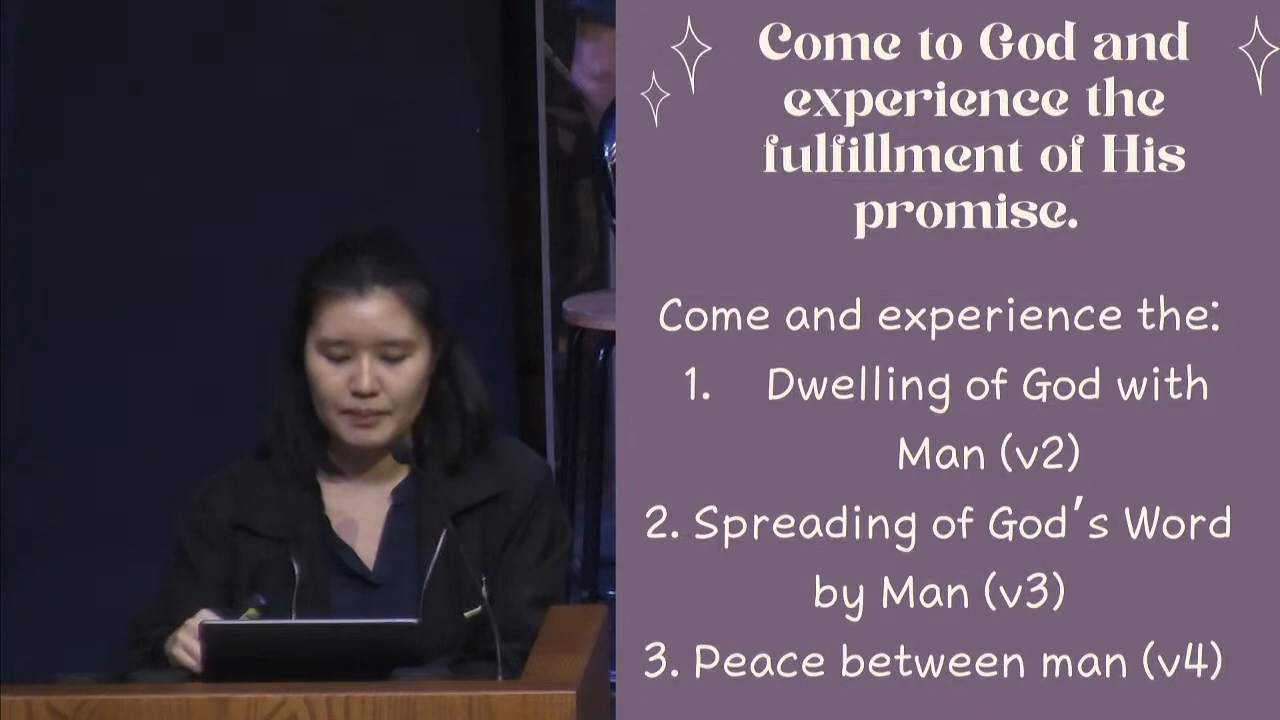 Come to God and
experience the
fulfillment of His
promise.
Come and experience the:
1. Dwelling of God with
Man (v2)
2. Spreading of God's Word
by Man (v3)
3. Peace between man (v4)